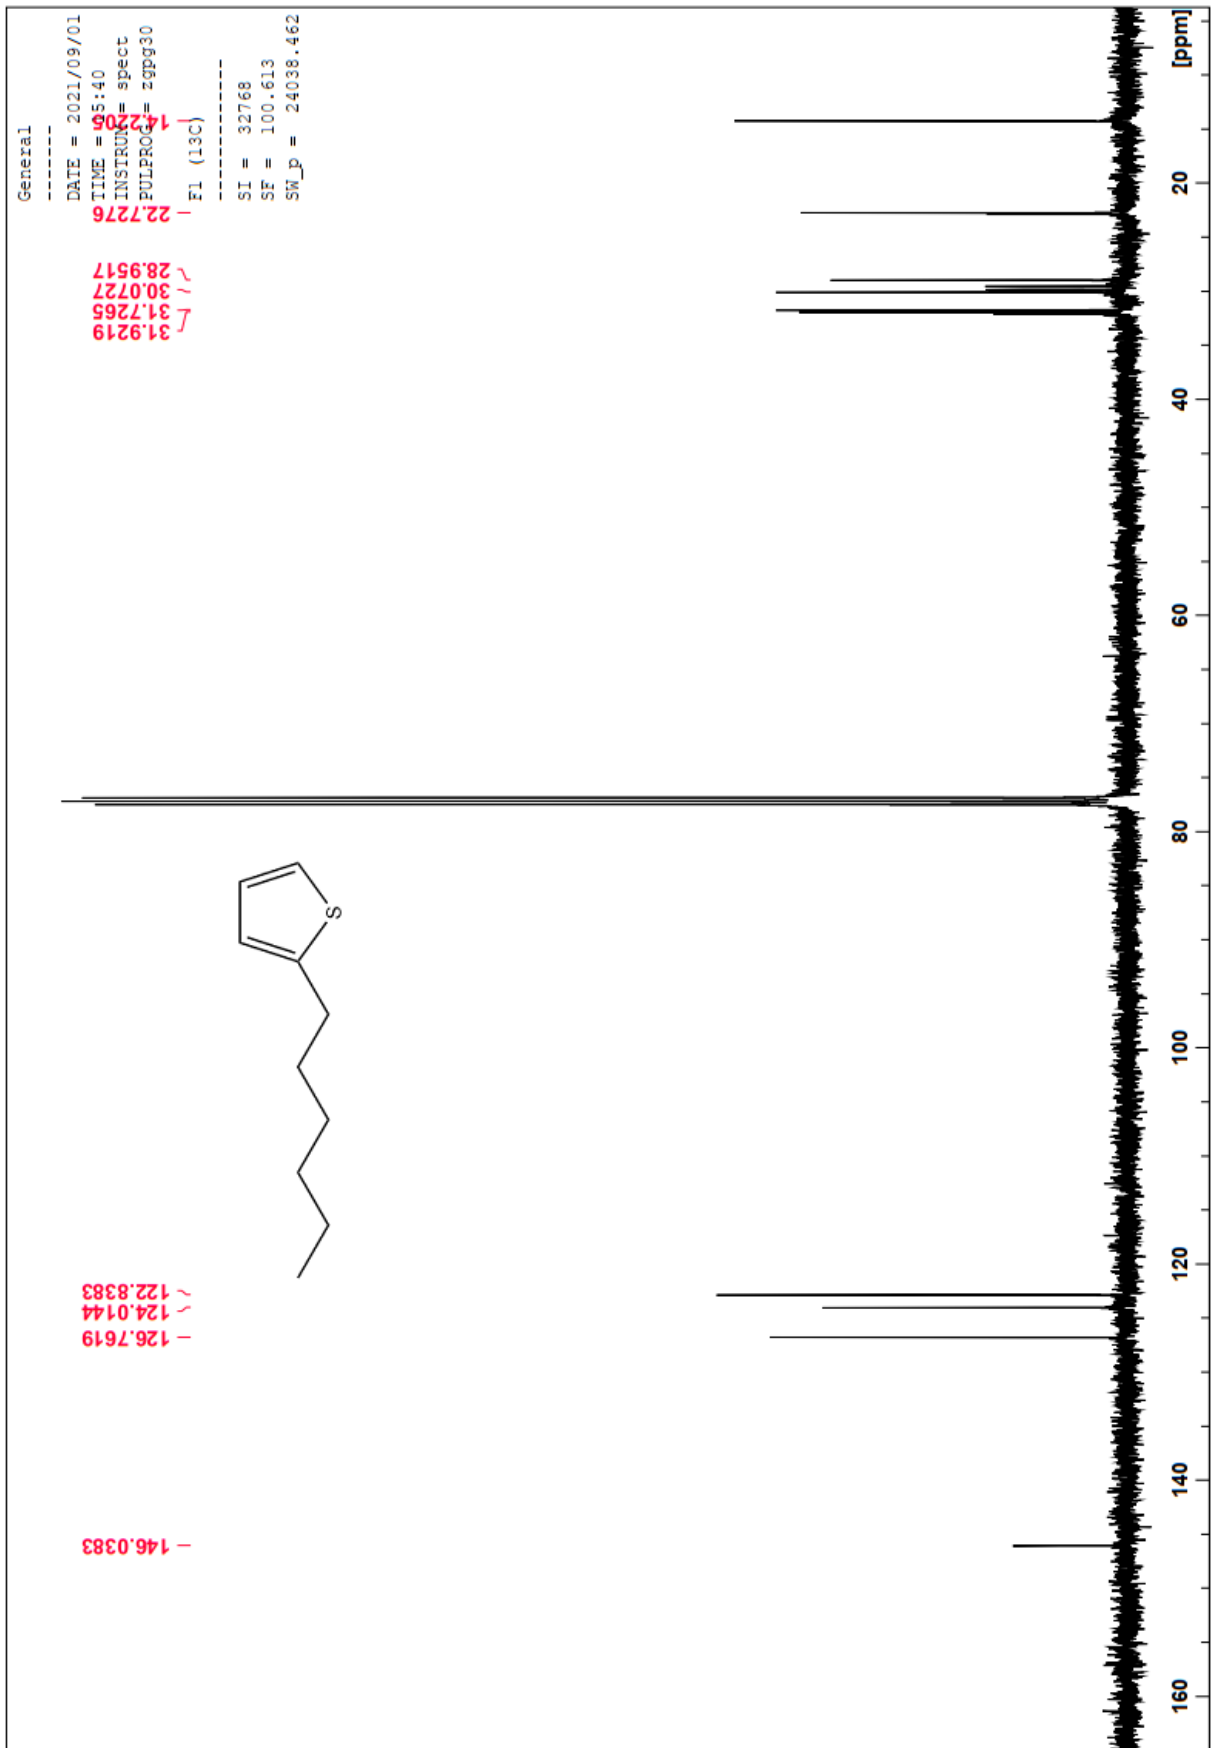 General
-------
DATE = 2021/09/01
TIME = 15:40
INSTRUM = spect
PULPROG = zgpg30
F1 (13C)
------------
SI = 32768
SF = 100.613
SW_p = 24038.462
146.0383
126.7619
124.0144
122.8383
31.9219
31.7265
30.0727
28.9517
22.7276
14.2205
S
160
140
120
100
80
60
40
20
[ppm]